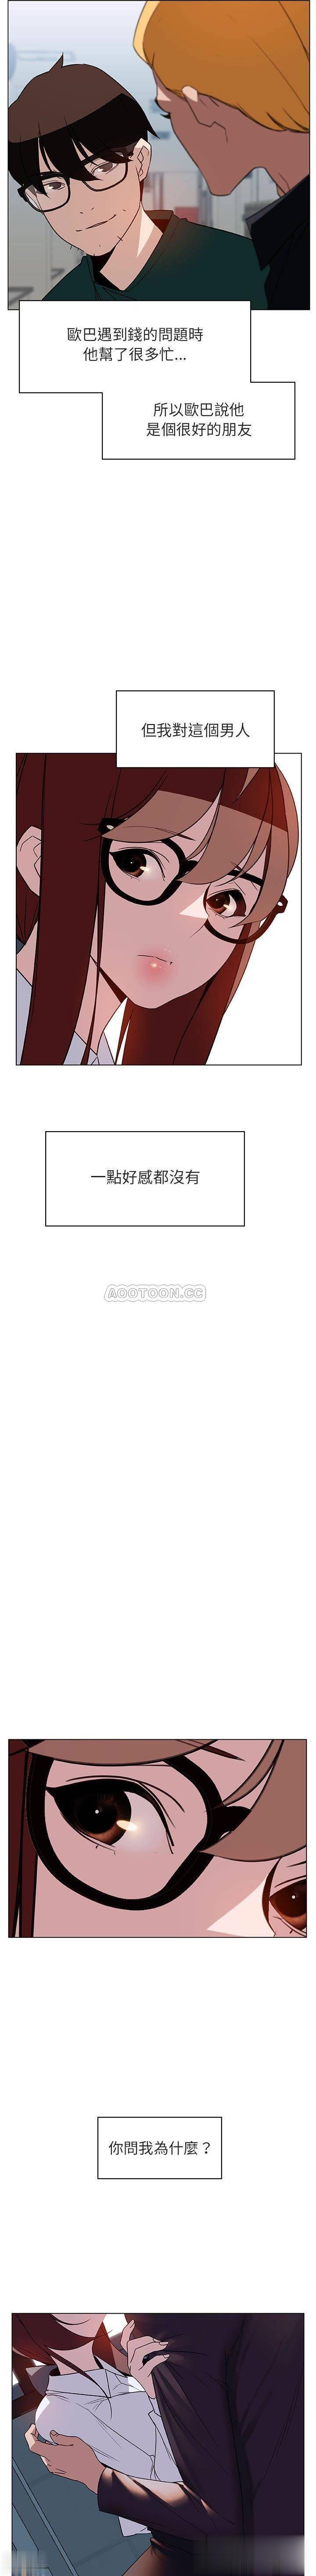 歐巴遇到錢的問題時
他幫了很多忙...
所以歐巴說他
是個很好的朋友
但我對這個男人
一點好感都沒有
AOOTOON.CC
你問我為什麼？